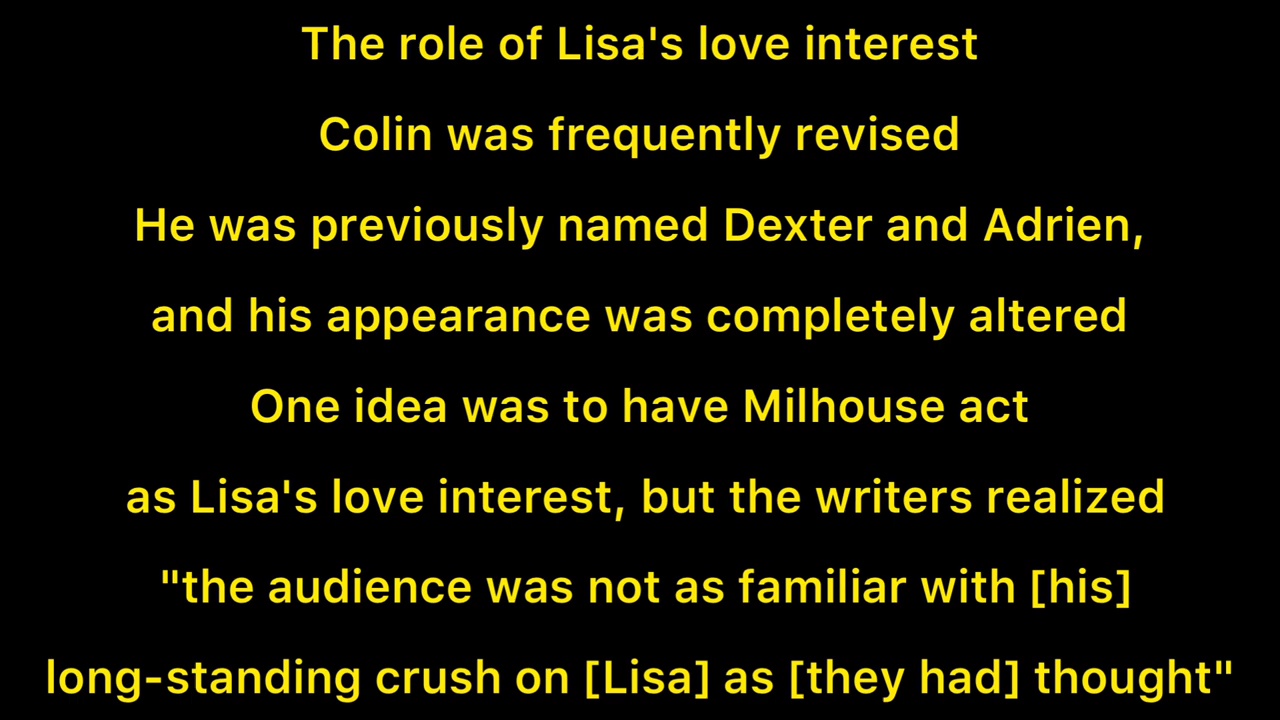 The role of Lisa's love interest
Colin was frequently revised
He was previously named Dexter and Adrien,
and his appearance was completely altered
One idea was to have Milhouse act
as Lisa's love interest, but the writers realized
"the audience was not as familiar with [his]
long-standing crush on [Lisa] as [they had] thought"